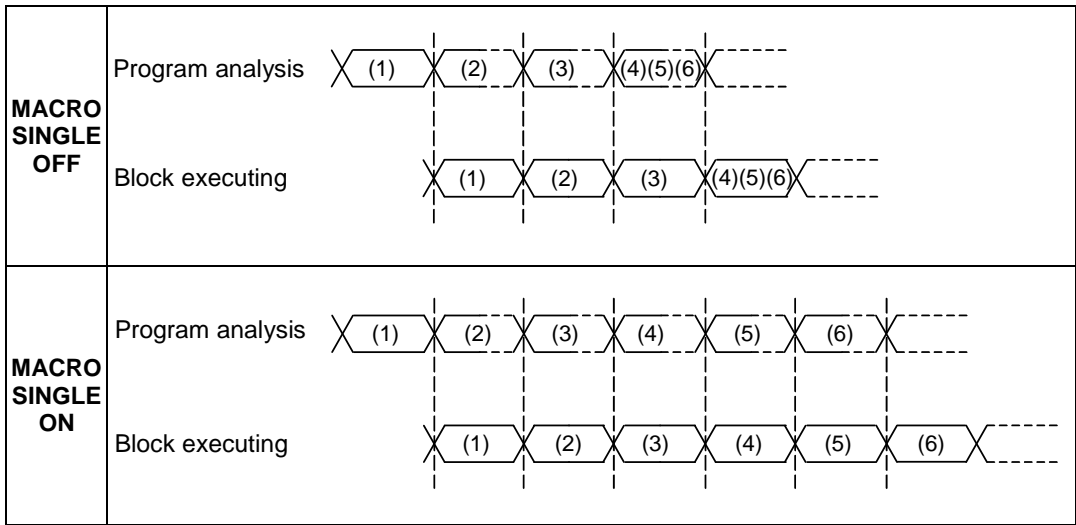 MACRO
SINGLE
OFF
Program analysis (1) (2) (3) (4)(5)(6)
Block executing (1) (2) (3) (4)(5)(6)
MACRO
SINGLE
ON
Program analysis (1) (2) (3) (4) (5) (6)
Block executing (1) (2) (3) (4) (5) (6)